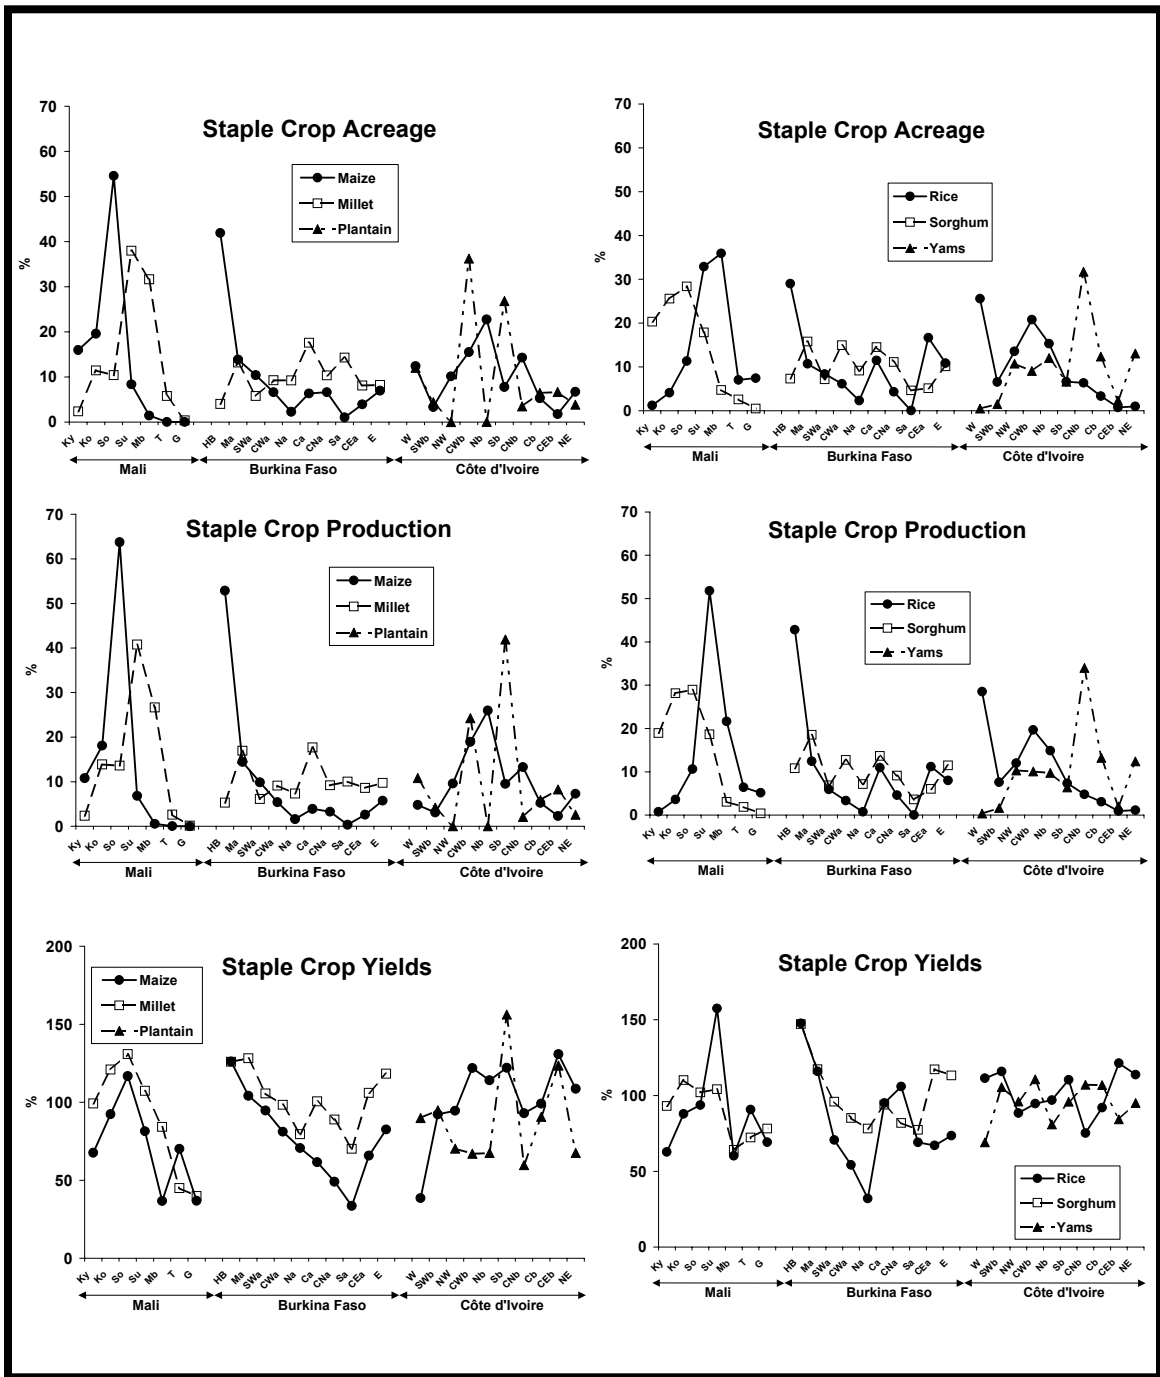 Staple Crop Acreage
70
60
50
40
30
20
10
0
%
Maize
Millet
Plantain
Ky Ko So Su Mb T G HB Ma SWa CWa Na Ca CNa Sa CEa E W SWb NW CWb Nb Sb CNb Cb CEb NE
Mali Burkina Faso Côte d'Ivoire
Staple Crop Acreage
70
60
50
40
30
20
10
0
%
Rice
Sorghum
Yams
Ky Ko So Su Mb T G HB Ma SWa CWa Na Ca CNa Sa CEa E W SWb NW CWb Nb Sb CNb Cb CEb NE
Mali Burkina Faso Côte d'Ivoire
Staple Crop Production
70
60
50
40
30
20
10
0
%
Maize
Millet
Plantain
Ky Ko So Su Mb T G HB Ma SWa CWa Na Ca CNa Sa CEa E W SWb NW CWb Nb Sb CNb Cb CEb NE
Mali Burkina Faso Côte d'Ivoire
Staple Crop Production
70
60
50
40
30
20
10
0
%
Rice
Sorghum
Yams
Ky Ko So Su Mb T G HB Ma SWa CWa Na Ca CNa Sa CEa E W SWb NW CWb Nb Sb CNb Cb CEb NE
Mali Burkina Faso Côte d'Ivoire
Staple Crop Yields
200
150
100
50
0
%
Maize
Millet
Plantain
Ky Ko So Su Mb T G HB Ma SWa CWa Na Ca CNa Sa CEa E W SWb NW CWb Nb Sb CNb Cb CEb NE
Mali Burkina Faso Côte d'Ivoire
Staple Crop Yields
200
150
100
50
0
%
Rice
Sorghum
Yams
Ky Ko So Su Mb T G HB Ma SWa CWa Na Ca CNa Sa CEa E W SWb NW CWb Nb Sb CNb Cb CEb NE
Mali Burkina Faso Côte d'Ivoire